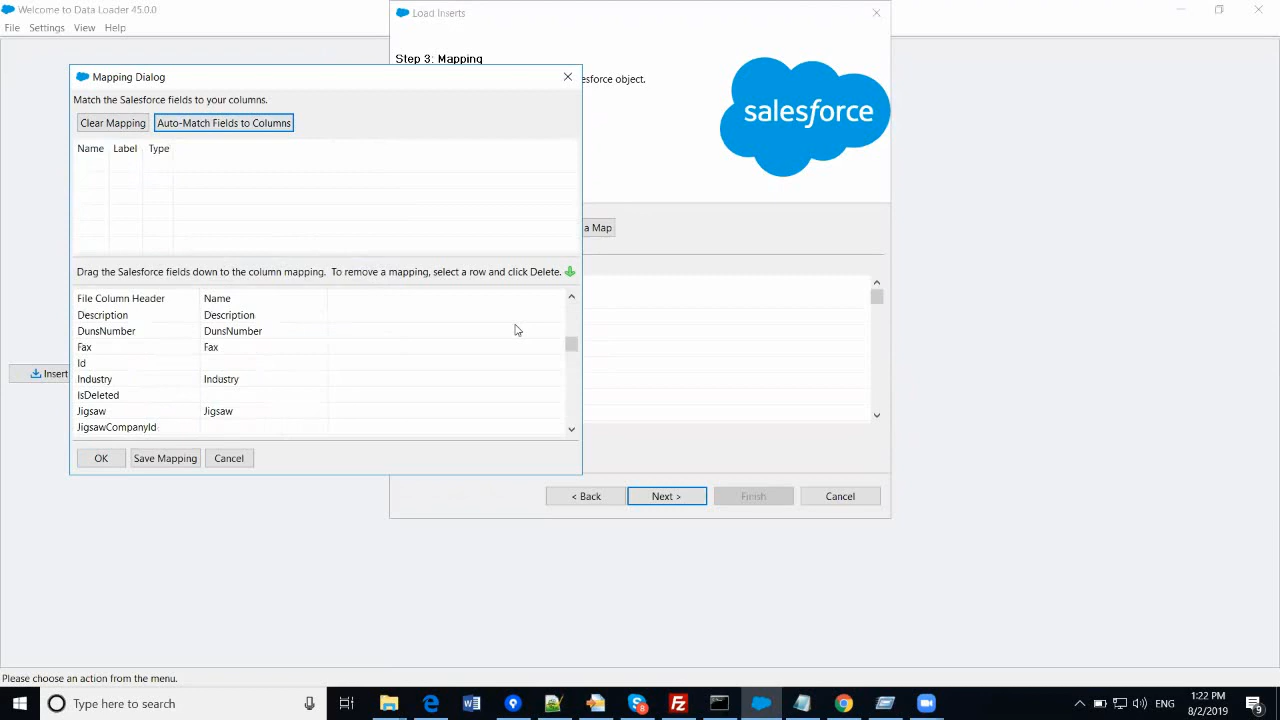 Welcome to Data Loader 45.0.0
File Settings View Help
Load Inserts
Step 3: Mapping
esforce object.
salesforce
Mapping Dialog
Match the Salesforce fields to your columns.
Clear Mapping Auto-Match Fields to Columns
Name Label Type
a Map
Drag the Salesforce fields down to the column mapping. To remove a mapping, select a row and click Delete.
File Column Header Name
Description Description
DunsNumber DunsNumber
Fax Fax
Id
Industry Industry
IsDeleted
Jigsaw Jigsaw
JigsawCompanyId
Insert
OK Save Mapping Cancel
< Back Next > Finish Cancel
Please choose an action from the menu.
Type here to search
ENG
1:22 PM
8/2/2019